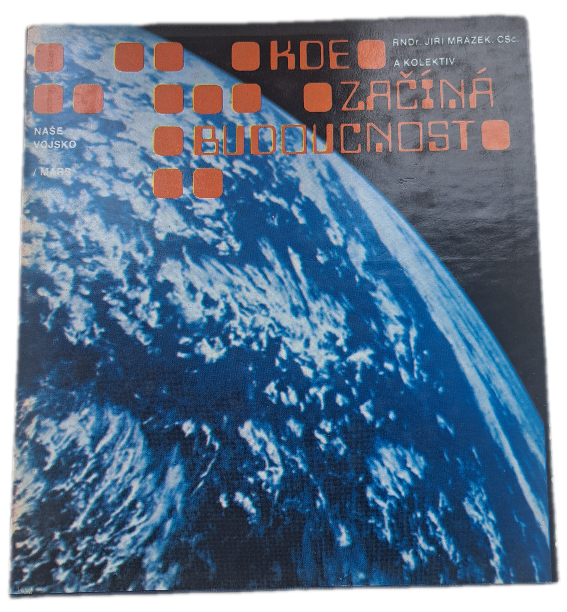 KDE
ZAČÍNÁ
BUDOUCNOST
RNDr. JIŘÍ MRÁZEK, CSc.
A KOLEKTIV
NAŠE
VOJSKO
/ MARS